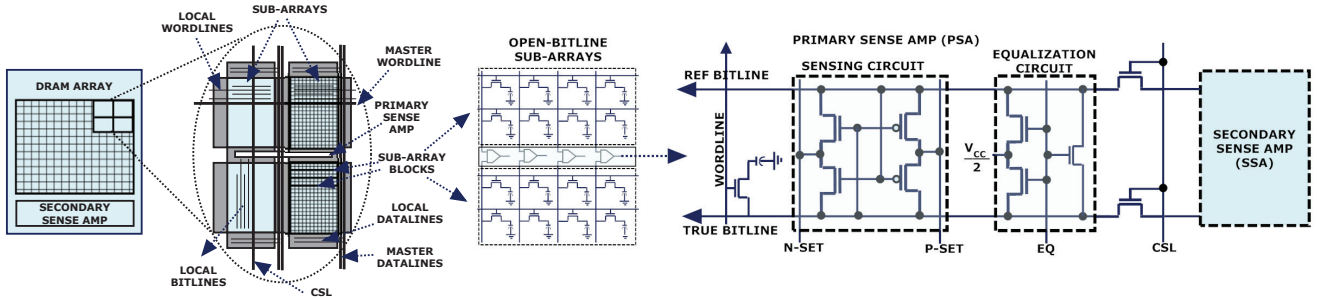 DRAM ARRAY
SECONDARY
SENSE AMP
LOCAL
WORDLINES
SUB-ARRAYS
MASTER
WORDLINE
PRIMARY
SENSE
AMP
SUB-ARRAY
BLOCKS
LOCAL
DATALINES
MASTER
DATALINES
LOCAL
BITLINES
CSL
OPEN-BITLINE
SUB-ARRAYS
PRIMARY SENSE AMP (PSA)
SENSING CIRCUIT
EQUALIZATION
CIRCUIT
REF BITLINE
WORDLINE
TRUE BITLINE
N-SET
P-SET
VCC
2
EQ
CSL
SECONDARY
SENSE AMP
(SSA)